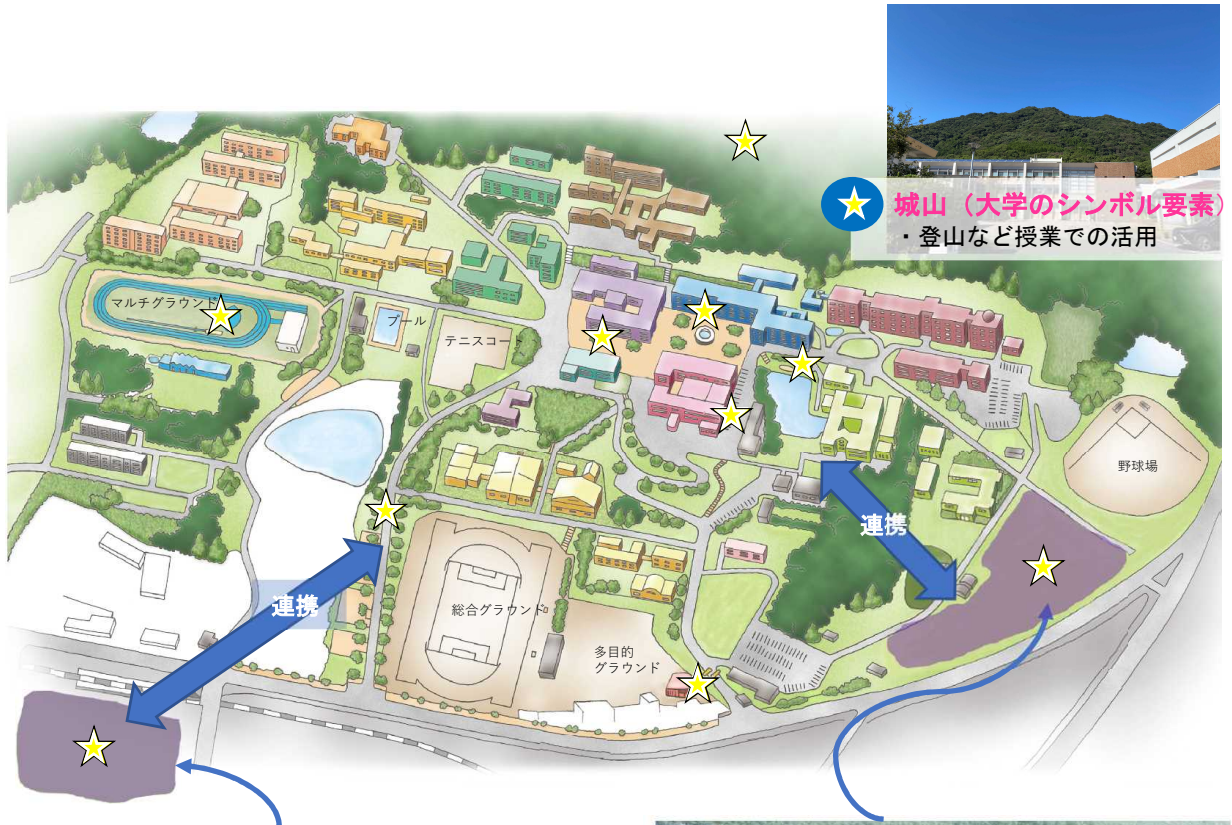 城山（大学のシンボル要素）
・登山など授業での活用
マルチグラウンド
プール
テニスコート
野球場
連携
連携
総合グラウンド
多目的
グラウンド